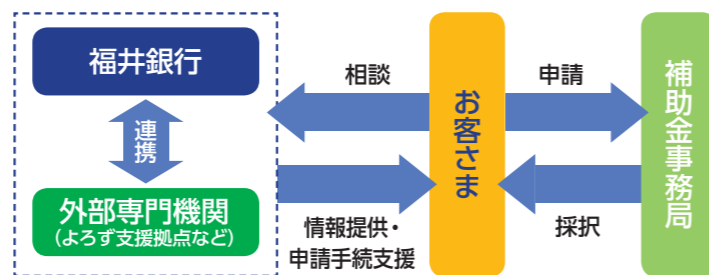 福井銀行
連携
外部専門機関
(よろず支援拠点など)
相談
情報提供・
申請手続支援
お客さま
申請
採択
補助金事務局